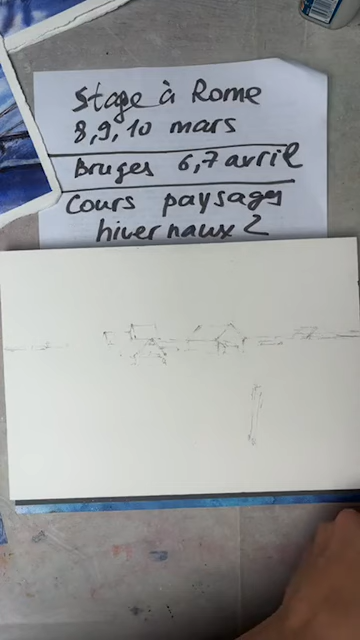 Stage à Rome
8,9,10 mars
Bruges 6,7 avril
Cours paysages
hivernaux 2